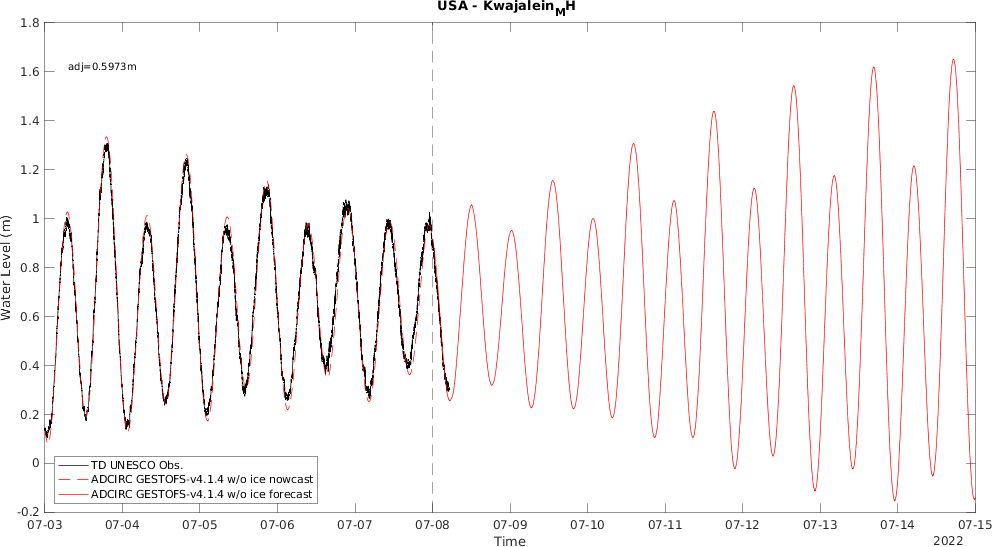 USA - Kwajalein_MH
1.8
1.6
1.4
1.2
1
0.8
0.6
0.4
0.2
0
-0.2
Water Level (m)
adj=0.5973m
TD UNESCO Obs.
ADCIRC GESTOFS-v4.1.4 w/o ice nowcast
ADCIRC GESTOFS-v4.1.4 w/o ice forecast
07-03 07-04 07-05 07-06 07-07 07-08 07-09 07-10 07-11 07-12 07-13 07-14 07-15
Time
2022